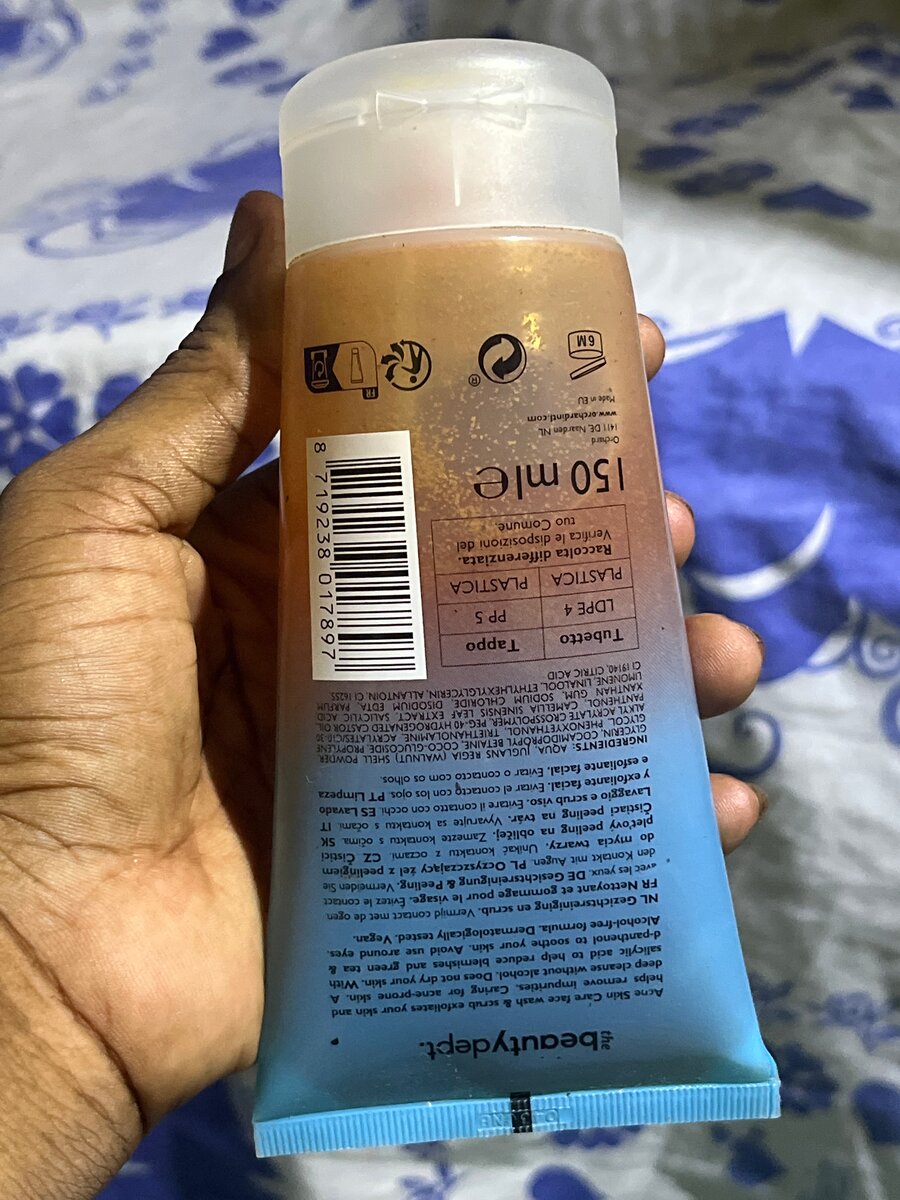 the
beautydept.
Acne Skin Care face wash & scrub exfoliates your skin and
helps remove impurities. Caring for acne-prone skin. A
deep cleanse without alcohol. Does not dry your skin. With
salicylic acid to help reduce blemishes and green tea &
d-panthenol to soothe your skin. Avoid use around eyes.
Alcohol-free formula. Dermatologically tested. Vegan.
NL Gezichtsreiniging en scrub. Vermijd contact met de ogen.
FR Nettoyant et gommage pour le visage. Évitez le contact
avec les yeux. DE Gesichtsreinigung & Peeling. Vermeiden Sie
den Kontakt mit Augen. PL Oczyszczający żel z peelingiem
do mycia twarzy. Unikać kontaktu z oczami. CZ Čistící
pleťový peeling na obličej. Zamezte kontaktu s očima. SK
Čistiaci peeling na tvár. Vyvarujte sa kontaktu s očami. IT
Lavaggio e scrub viso. Evitare il contatto con occhi. ES Lavado
y exfoliante facial. Evitar el contacto con los ojos. PT Limpeza
e esfoliante facial. Evitar o contacto com os olhos.
INGREDIENTS: AQUA, JUGLANS REGIA (WALNUT) SHELL POWDER,
GLYCERIN, COCAMIDOPROPYL BETAINE, COCO-GLUCOSIDE, PROPYLENE
GLYCOL, PHENOXYETHANOL, TRIETHANOLAMINE, ACRYLATES/C10-30
ALKYL ACRYLATE CROSSPOLYMER, PEG-40 HYDROGENATED CASTOR OIL,
PANTHENOL, CAMELLIA SINENSIS LEAF EXTRACT, SALICYLIC ACID,
XANTHAN GUM, SODIUM CHLORIDE, DISODIUM EDTA, PARFUM,
LIMONENE, LINALOOL, ETHYLHEXYLGLYCERIN, ALLANTOIN, CI 16255,
CI 19140, CITRIC ACID
Tubetto Tappo
LDPE 4 PP 5
PLASTICA PLASTICA
Raccolta differenziata.
Verifica le disposizioni del
tuo Comune.
8 719238 017897
150 ml e
Orchard
1411 DE, Naarden NL
www.orchardintl.com
Made in EU
6M
®
FR